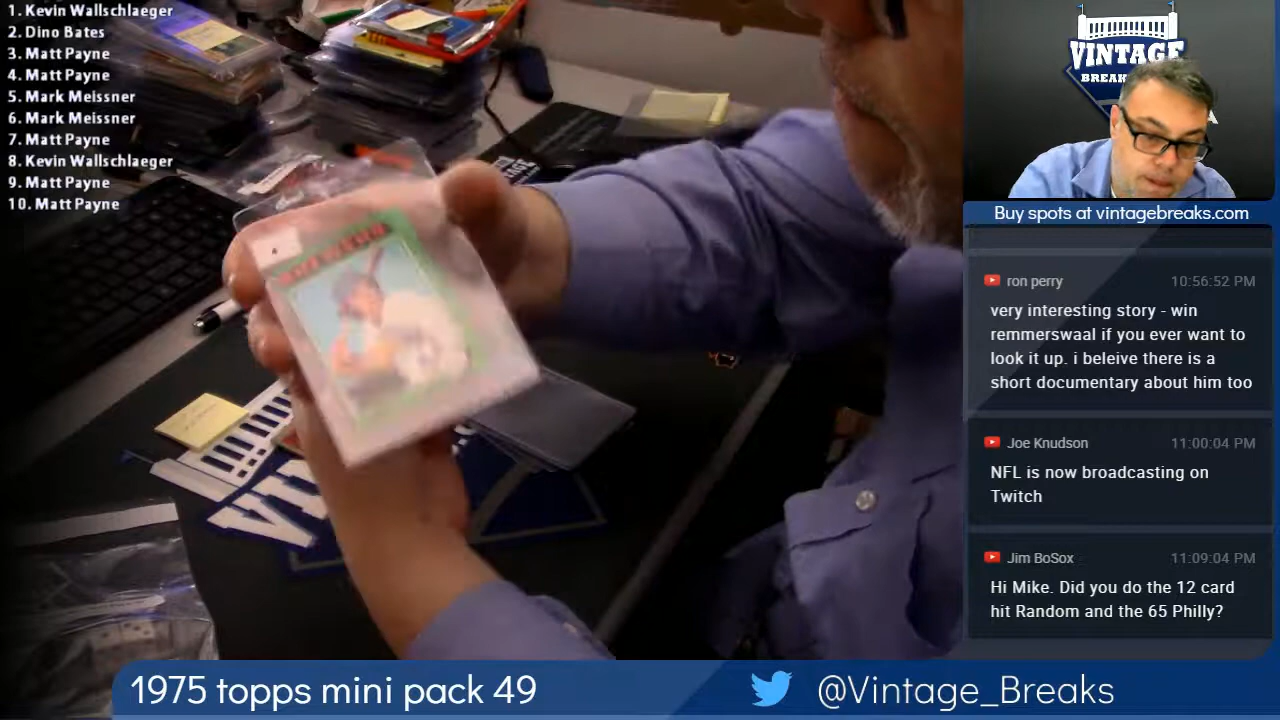 1. Kevin Wallschlaeger
2. Dino Bates
3. Matt Payne
4. Matt Payne
5. Mark Meissner
6. Mark Meissner
7. Matt Payne
8. Kevin Wallschlaeger
9. Matt Payne
10. Matt Payne
VINTAGE
BREAK
Buy spots at vintagebreaks.com
ron perry 10:56:52 PM
very interesting story - win
remmerswaal if you ever want to
look it up. i beleive there is a
short documentary about him too
Joe Knudson 11:00:04 PM
NFL is now broadcasting on
Twitch
Jim BoSox 11:09:04 PM
Hi Mike. Did you do the 12 card
hit Random and the 65 Philly?
1975 topps mini pack 49
@Vintage_Breaks